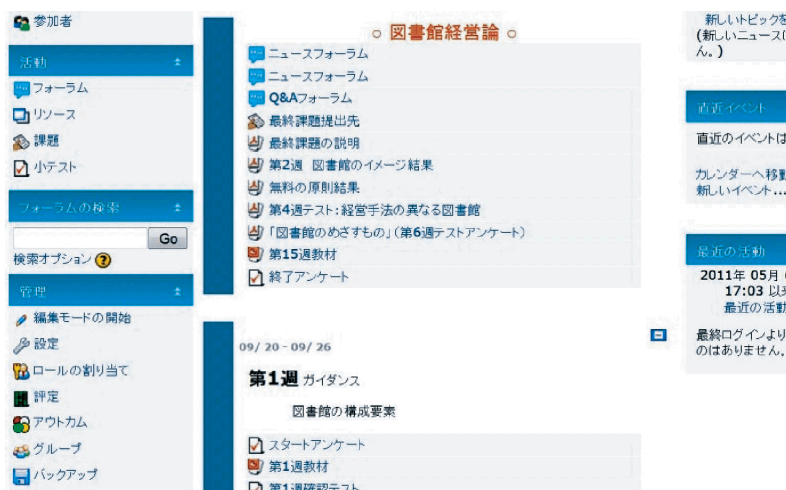 参加者
活動
フォーラム
リソース
課題
小テスト
フォーラムの検索
Go
検索オプション
管理
編集モードの開始
設定
ロールの割り当て
評定
アウトカム
グループ
バックアップ
○ 図書館経営論 ○
ニュースフォーラム
ニュースフォーラム
Q&Aフォーラム
最終課題提出先
最終課題の説明
第2週 図書館のイメージ結果
無料の原則結果
第4週テスト:経営手法の異なる図書館
「図書館のめざすもの」(第6週テストアンケート)
第15週教材
終了アンケート
09/ 20 - 09/ 26
第1週 ガイダンス
図書館の構成要素
スタートアンケート
第1週教材
第1週確認テスト
新しいトピックを
(新しいニュースは
ん。)
直近イベント
直近のイベントは
カレンダーへ移動
新しいイベント...
最近の活動
2011年 05月
17:03 以来
最近の活動
最終ログインより
のはありません。